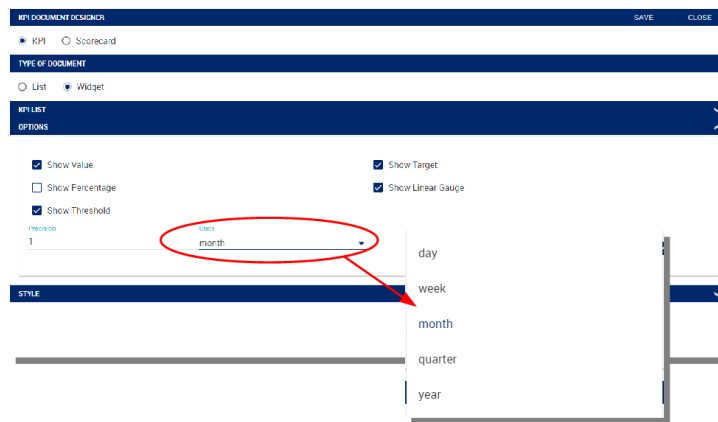 KPI DOCUMENT DESIGNER SAVE CLOSE
KPI Scorecard
TYPE OF DOCUMENT
List Widget
KPI LIST
OPTIONS
Show Value Show Target
Show Percentage Show Linear Gauge
Show Threshold
Precision Units
1 month
day
week
month
quarter
year
STYLE